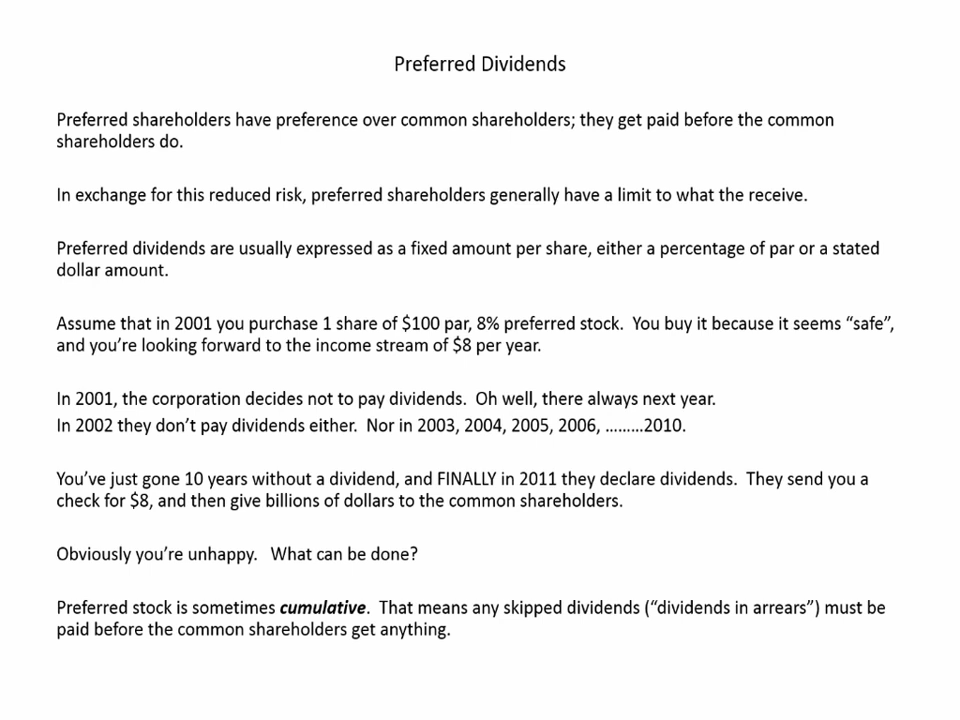 Preferred Dividends
Preferred shareholders have preference over common shareholders; they get paid before the common
shareholders do.
In exchange for this reduced risk, preferred shareholders generally have a limit to what the receive.
Preferred dividends are usually expressed as a fixed amount per share, either a percentage of par or a stated
dollar amount.
Assume that in 2001 you purchase 1 share of $100 par, 8% preferred stock.  You buy it because it seems “safe”,
and you’re looking forward to the income stream of $8 per year.
In 2001, the corporation decides not to pay dividends.  Oh well, there always next year.
In 2002 they don’t pay dividends either.  Nor in 2003, 2004, 2005, 2006, ………2010.
You’ve just gone 10 years without a dividend, and FINALLY in 2011 they declare dividends.  They send you a
check for $8, and then give billions of dollars to the common shareholders.
Obviously you’re unhappy.   What can be done?
Preferred stock is sometimes cumulative.  That means any skipped dividends (“dividends in arrears”) must be
paid before the common shareholders get anything.